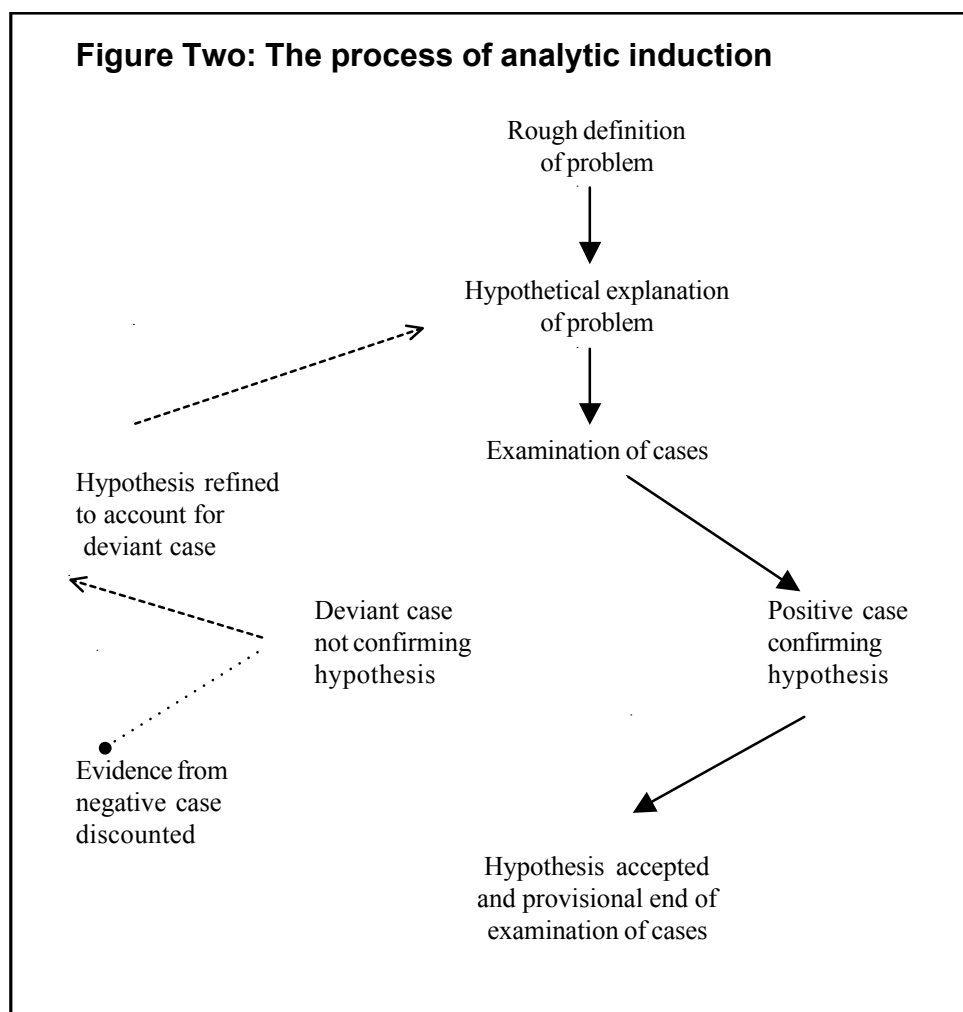 Figure Two: The process of analytic induction
Rough definition
of problem
Hypothetical explanation
of problem
Examination of cases
Hypothesis refined
to account for
deviant case
Deviant case
not confirming
hypothesis
Positive case
confirming
hypothesis
Evidence from
negative case
discounted
Hypothesis accepted
and provisional end of
examination of cases